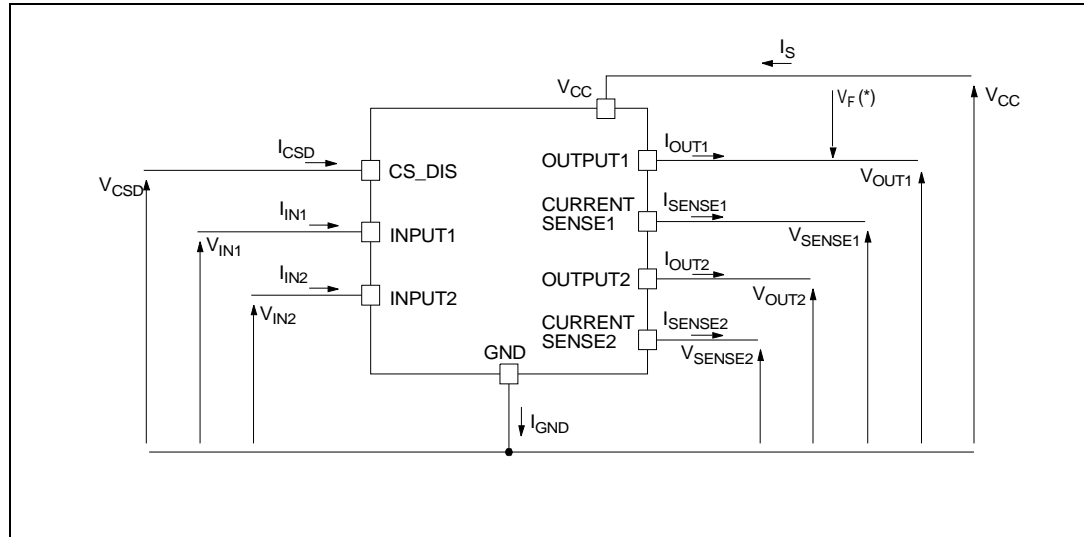 I_S
V_CC
V_F (*)
V_CC
I_CSD
CS_DIS
OUTPUT1
I_OUT1
V_CSD
V_OUT1
I_IN1
INPUT1
CURRENT
SENSE1
I_SENSE1
V_IN1
V_SENSE1
I_IN2
INPUT2
OUTPUT2
I_OUT2
V_IN2
V_OUT2
CURRENT
SENSE2
I_SENSE2
GND
V_SENSE2
I_GND